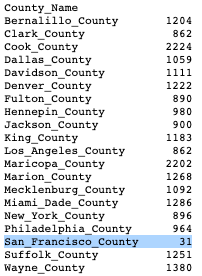 County_Name
Bernalillo_County 1204
Clark_County 862
Cook_County 2224
Dallas_County 1059
Davidson_County 1111
Denver_County 1222
Fulton_County 890
Hennepin_County 980
Jackson_County 900
King_County 1183
Los_Angeles_County 862
Maricopa_County 2202
Marion_County 1268
Mecklenburg_County 1092
Miami_Dade_County 1286
New_York_County 896
Philadelphia_County 964
San_Francisco_County 31
Suffolk_County 1251
Wayne_County 1380